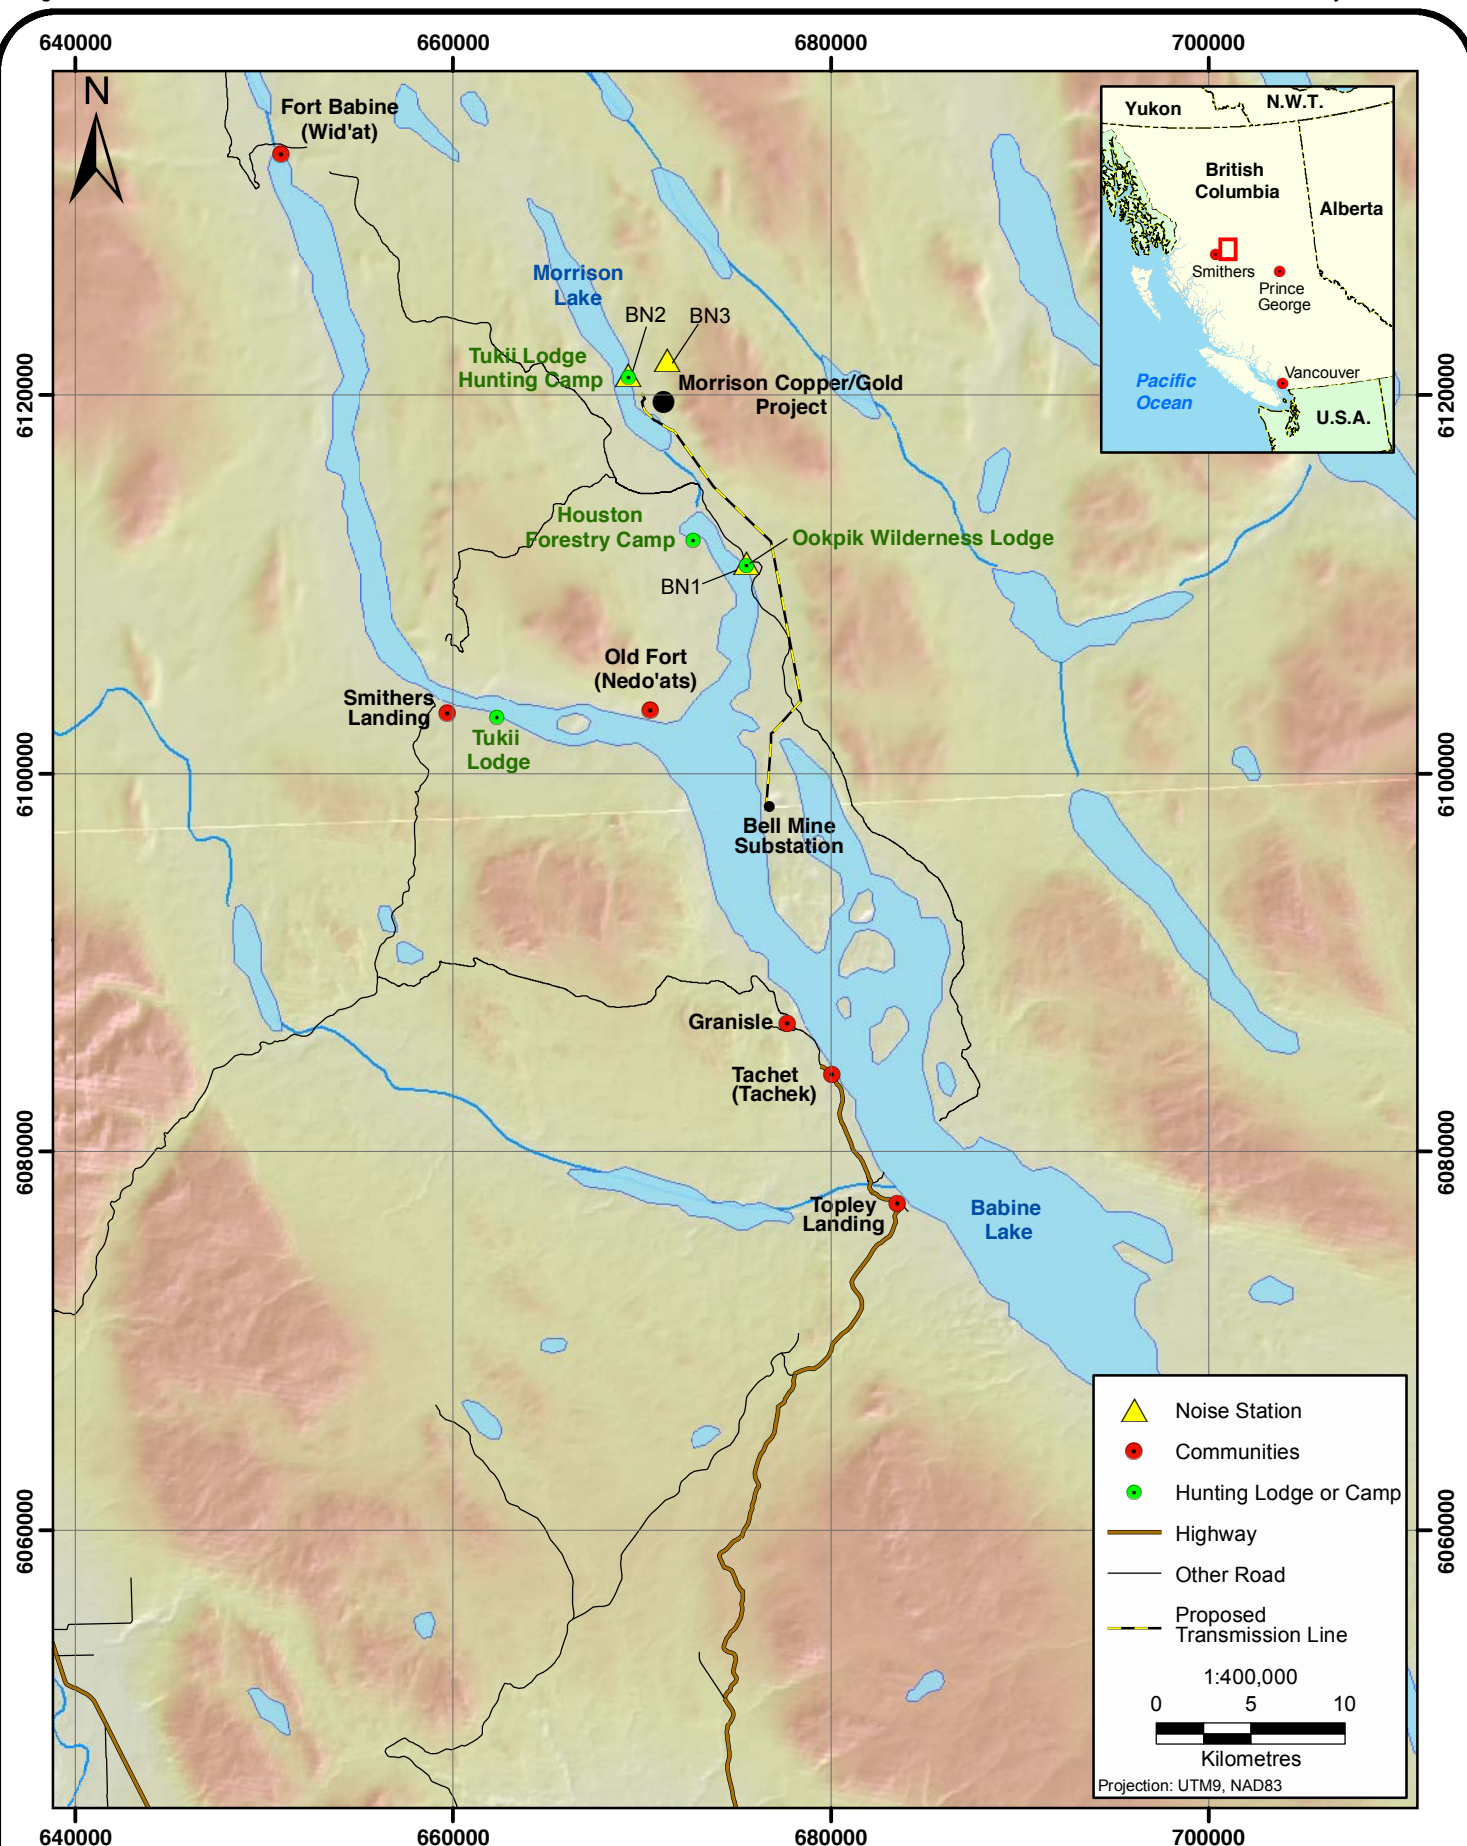 640000
660000
680000
700000
N
Fort Babine
(Wid'at)
Yukon
N.W.T.
British
Columbia
Alberta
Smithers
Prince
George
Pacific
Ocean
Vancouver
U.S.A.
Morrison
Lake
BN2
BN3
Tukii Lodge
Hunting Camp
Morrison Copper/Gold
Project
6120000
6120000
Houston
Forestry Camp
Ookpik Wilderness Lodge
BN1
Old Fort
(Nedo'ats)
Smithers
Landing
Tukii
Lodge
6100000
6100000
Bell Mine
Substation
Granisle
Tachet
(Tachek)
6080000
6080000
Topley
Landing
Babine
Lake
6060000
6060000
Noise Station
Communities
Hunting Lodge or Camp
Highway
Other Road
Proposed
Transmission Line
1:400,000
0 5 10
Kilometres
Projection: UTM9, NAD83
640000
660000
680000
700000